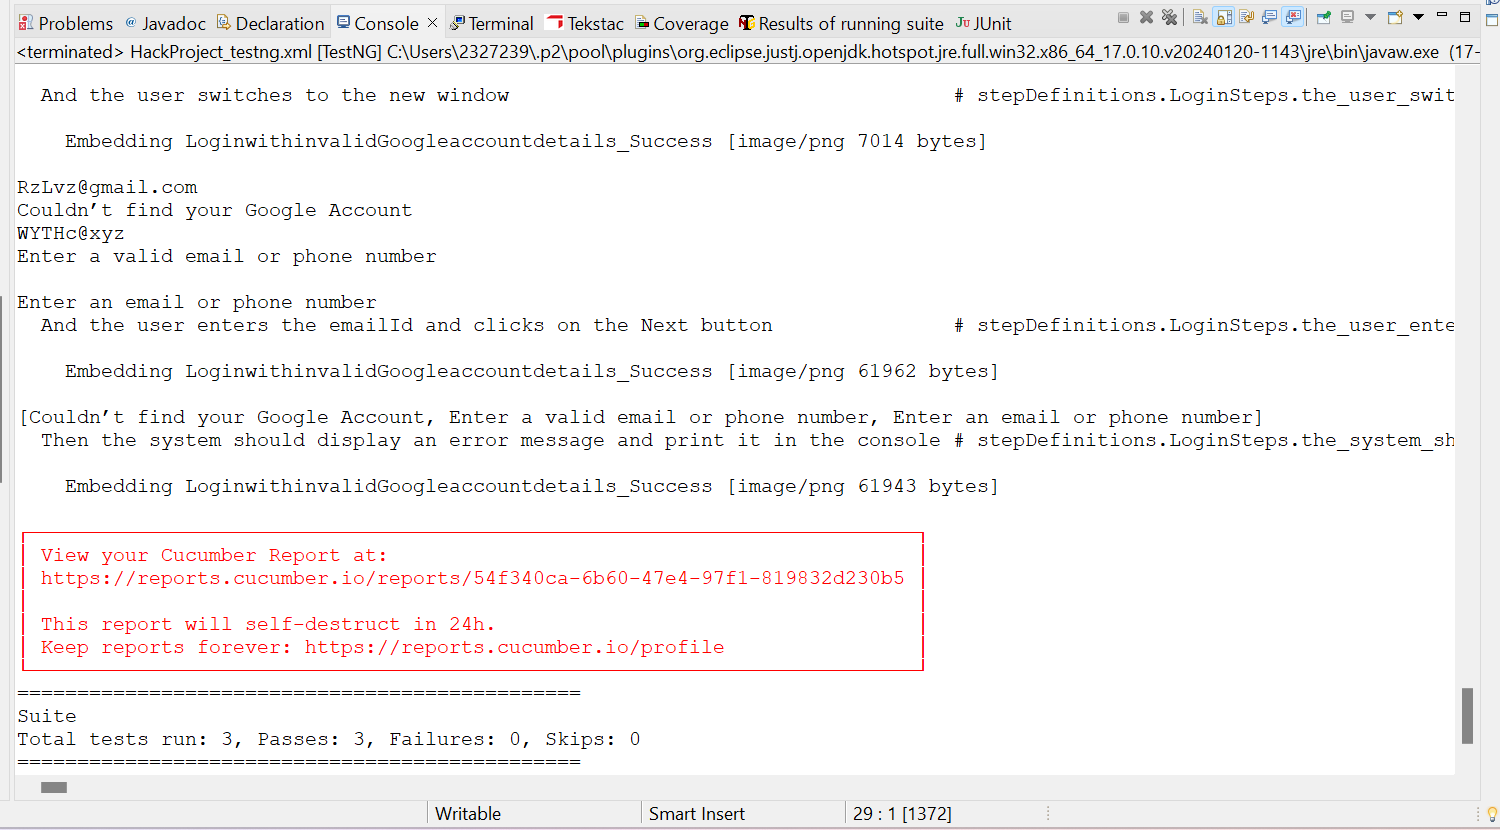 Problems @ Javadoc Declaration Console Terminal Tekstac Coverage Results of running suite JUnit
<terminated> HackProject_testng.xml [TestNG] C:\Users\2327239\.p2\pool\plugins\org.eclipse.justj.openjdk.hotspot.jre.full.win32.x86_64_17.0.10.v20240120-1143\jre\bin\javaw.exe (17-
And the user switches to the new window # stepDefinitions.LoginSteps.the_user_swit
Embedding LoginwithinvalidGoogleaccountdetails_Success [image/png 7014 bytes]
RzLvz@gmail.com
Couldn’t find your Google Account
WYTHc@xyz
Enter a valid email or phone number
Enter an email or phone number
And the user enters the emailId and clicks on the Next button # stepDefinitions.LoginSteps.the_user_ente
Embedding LoginwithinvalidGoogleaccountdetails_Success [image/png 61962 bytes]
[Couldn’t find your Google Account, Enter a valid email or phone number, Enter an email or phone number]
Then the system should display an error message and print it in the console # stepDefinitions.LoginSteps.the_system_sh
Embedding LoginwithinvalidGoogleaccountdetails_Success [image/png 61943 bytes]
View your Cucumber Report at:
https://reports.cucumber.io/reports/54f340ca-6b60-47e4-97f1-819832d230b5
This report will self-destruct in 24h.
Keep reports forever: https://reports.cucumber.io/profile
===============================================
Suite
Total tests run: 3, Passes: 3, Failures: 0, Skips: 0
===============================================
Writable Smart Insert 29 : 1 [1372]